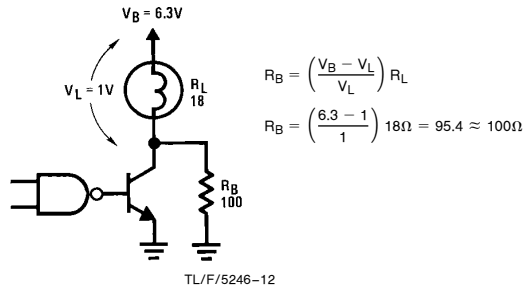 V_B = 6.3V
V_L = 1V
R_L
18
R_B
100
R_B = ( (V_B − V_L) / V_L ) R_L
R_B = ( (6.3 − 1) / 1 ) 18Ω = 95.4 ≈ 100Ω
TL/F/5246–12